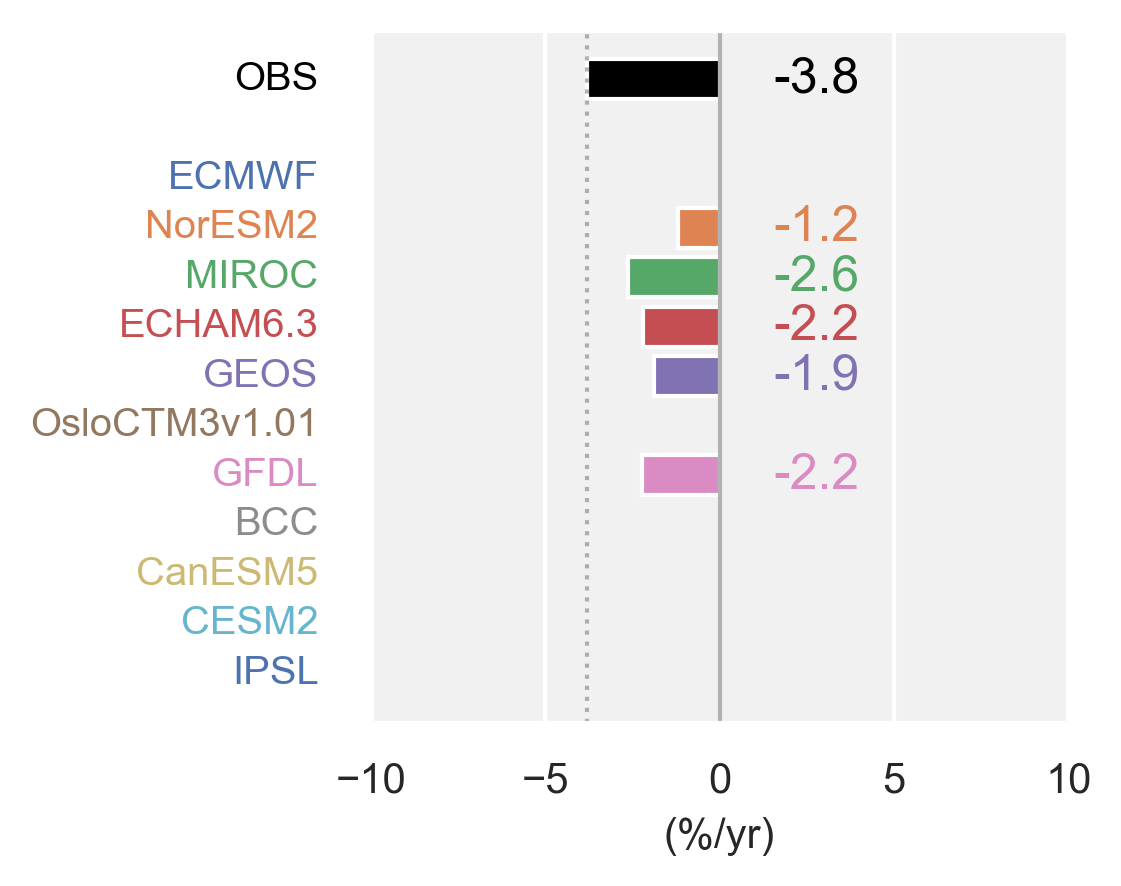 OBS -3.8
ECMWF
NorESM2 -1.2
MIROC -2.6
ECHAM6.3 -2.2
GEOS -1.9
OsloCTM3v1.01
GFDL -2.2
BCC
CanESM5
CESM2
IPSL
−10 −5 0 5 10
(%/yr)